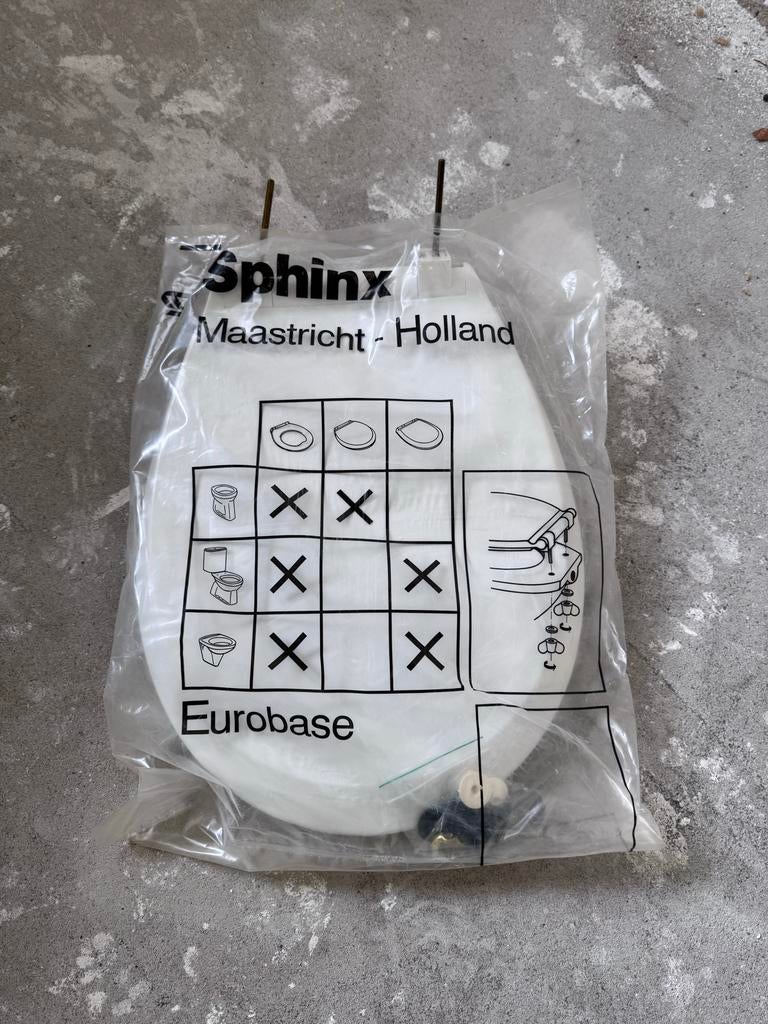 Sphinx
Maastricht - Holland
Eurobase